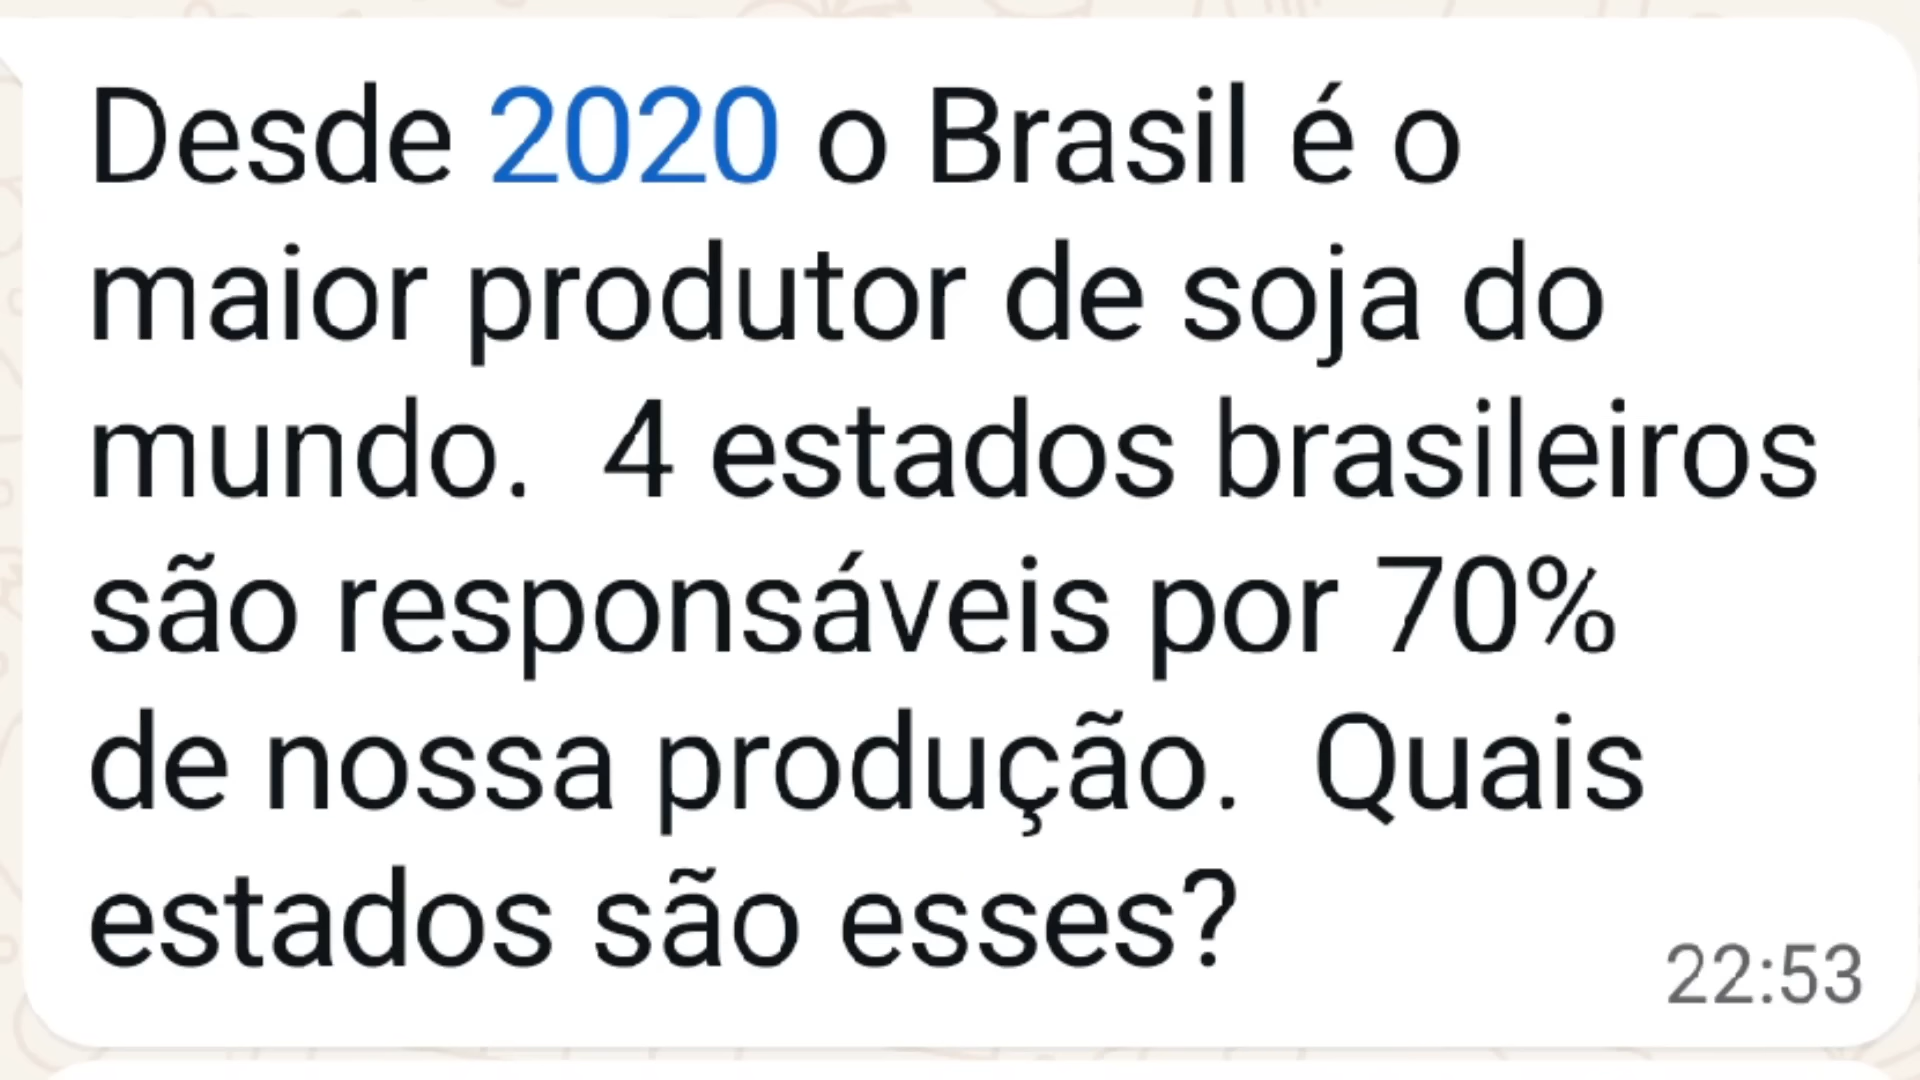 Desde 2020 o Brasil é o
maior produtor de soja do
mundo.  4 estados brasileiros
são responsáveis por 70%
de nossa produção.  Quais
estados são esses?
22:53